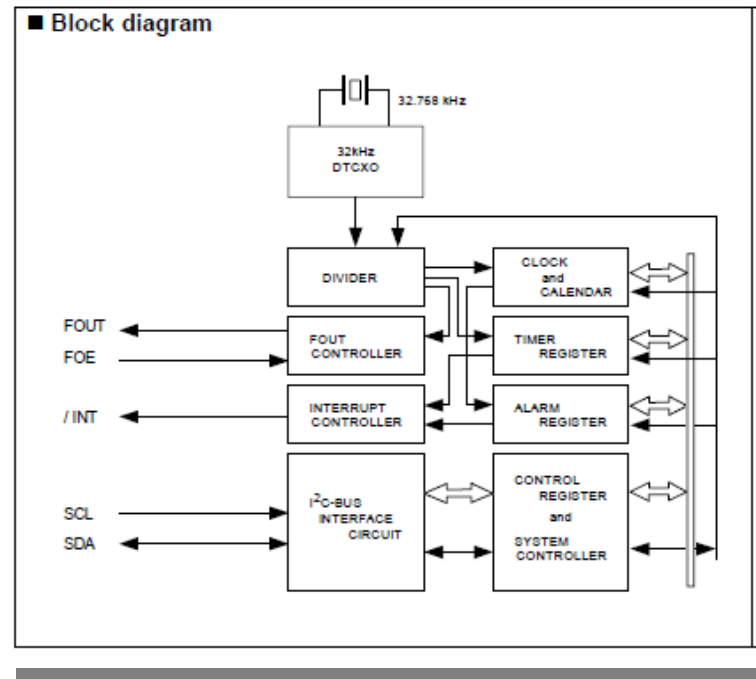 ■ Block diagram
32.768 kHz
32kHz
DTCXO
DIVIDER
CLOCK
and
CALENDAR
FOUT
FOE
FOUT
CONTROLLER
TIMER
REGISTER
/ INT
INTERRUPT
CONTROLLER
ALARM
REGISTER
SCL
SDA
I²C-BUS
INTERFACE
CIRCUIT
CONTROL
REGISTER
and
SYSTEM
CONTROLLER